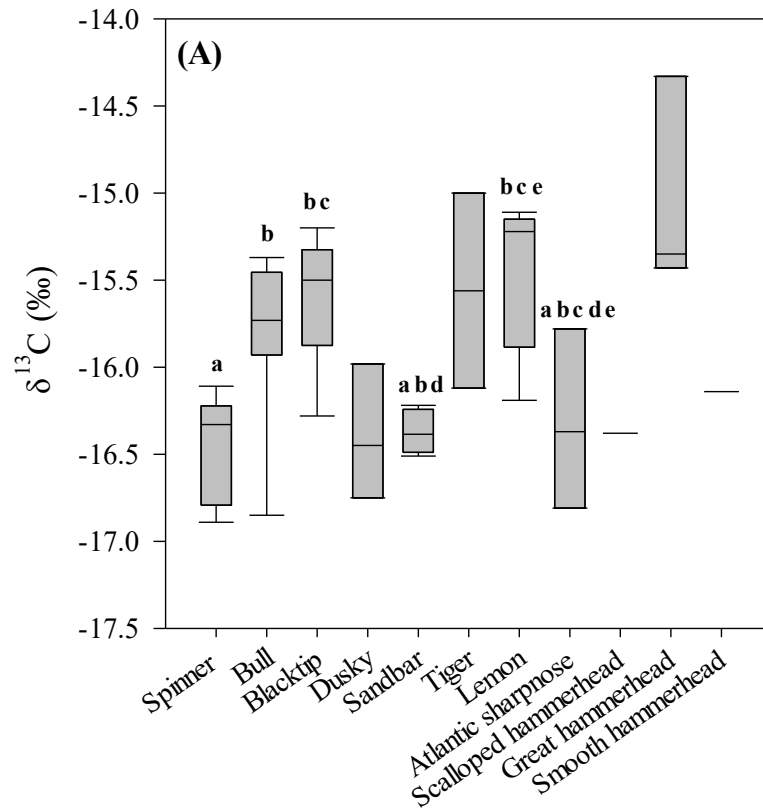 (A)
δ¹³C (‰)
-14.0
-14.5
-15.0
-15.5
-16.0
-16.5
-17.0
-17.5
a
b
b c
a b d
b c e
a b c d e
Spinner
Bull
Blacktip
Dusky
Sandbar
Tiger
Lemon
Atlantic sharpnose
Scalloped hammerhead
Great hammerhead
Smooth hammerhead